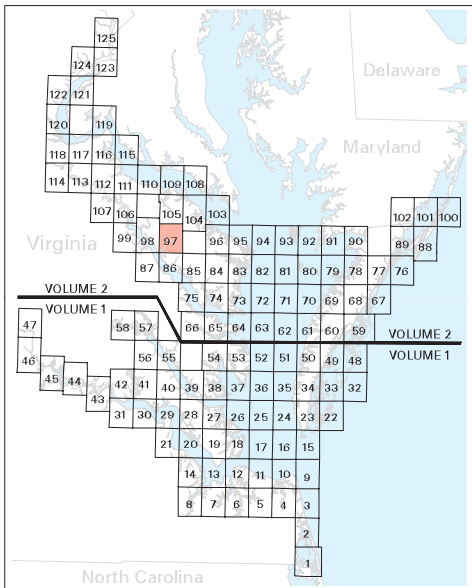 125
124 123
Delaware
122 121
120 119
Maryland
118 117 116 115
114 113 112 111 110 109 108
107 106 105 104 103 102 101 100
Virginia
99 98 97 96 95 94 93 92 91 90 89 88
87 86 85 84 83 82 81 80 79 78 77 76
VOLUME 2
75 74 73 72 71 70 69 68 67
VOLUME 1
47 58 57 66 65 64 63 62 61 60 59
VOLUME 2
VOLUME 1
46 56 55 54 53 52 51 50 49 48
45 44 43 42 41 40 39 38 37 36 35 34 33 32
31 30 29 28 27 26 25 24 23 22
21 20 19 18 17 16 15
14 13 12 11 10 9
8 7 6 5 4 3
2
1
North Carolina